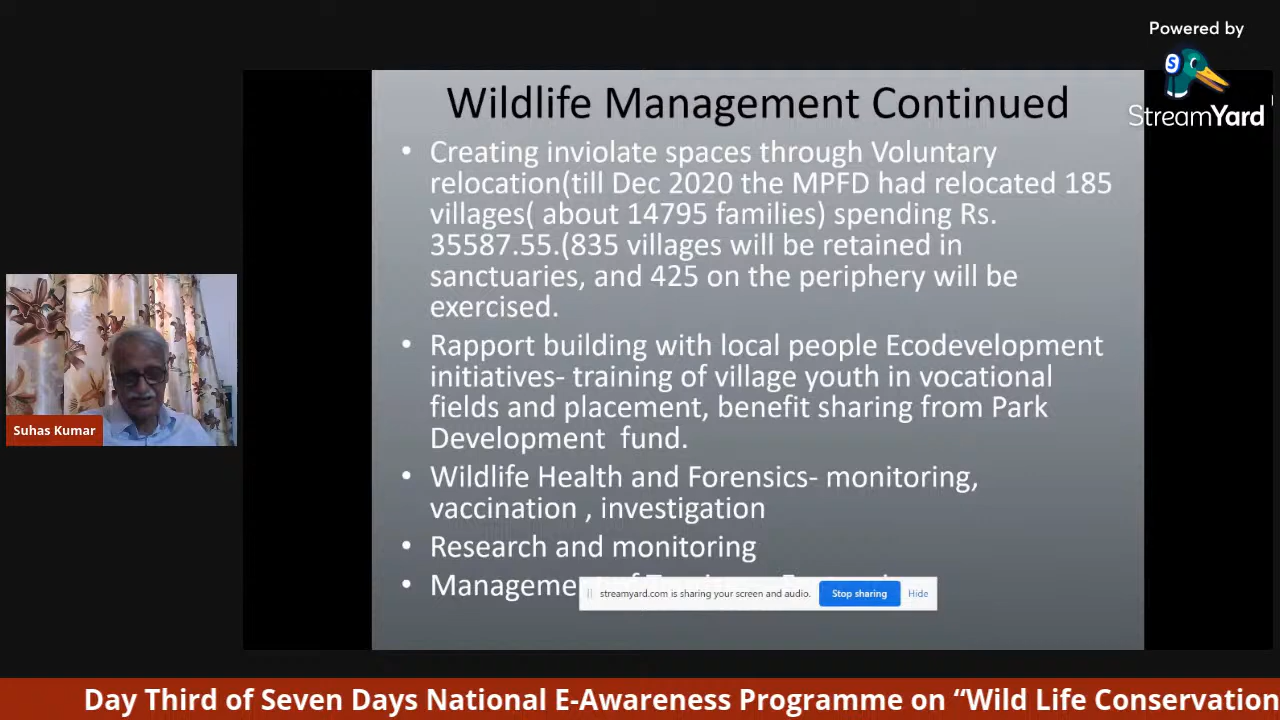 Powered by
StreamYard
Wildlife Management Continued
• Creating inviolate spaces through Voluntary
relocation(till Dec 2020 the MPFD had relocated 185
villages( about 14795 families) spending Rs.
35587.55.(835 villages will be retained in
sanctuaries, and 425 on the periphery will be
exercised.
• Rapport building with local people Ecodevelopment
initiatives- training of village youth in vocational
fields and placement, benefit sharing from Park
Development fund.
• Wildlife Health and Forensics- monitoring,
vaccination , investigation
• Research and monitoring
• Manageme
streamyard.com is sharing your screen and audio. Stop sharing Hide
Suhas Kumar
Day Third of Seven Days National E-Awareness Programme on “Wild Life Conservation